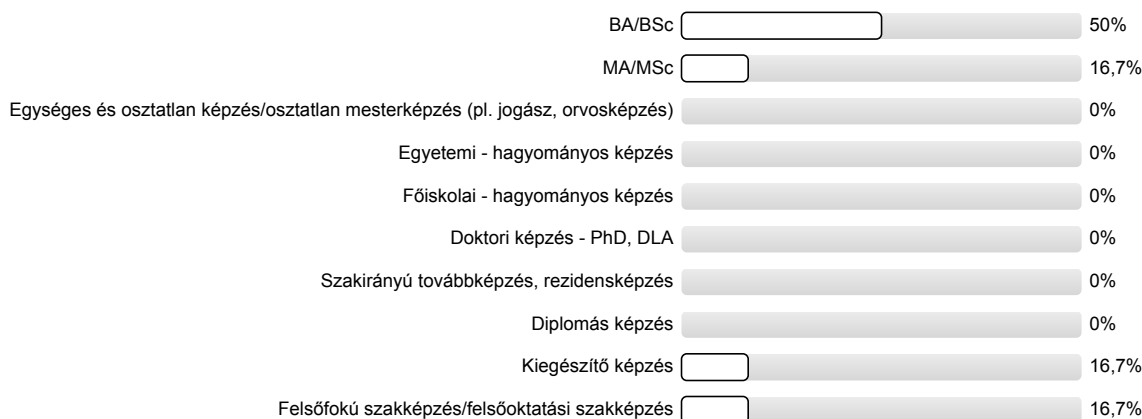 BA/BSc 50%
MA/MSc 16,7%
Egységes és osztatlan képzés/osztatlan mesterképzés (pl. jogász, orvosképzés) 0%
Egyetemi - hagyományos képzés 0%
Főiskolai - hagyományos képzés 0%
Doktori képzés - PhD, DLA 0%
Szakirányú továbbképzés, rezidensképzés 0%
Diplomás képzés 0%
Kiegészítő képzés 16,7%
Felsőfokú szakképzés/felsőoktatási szakképzés 16,7%